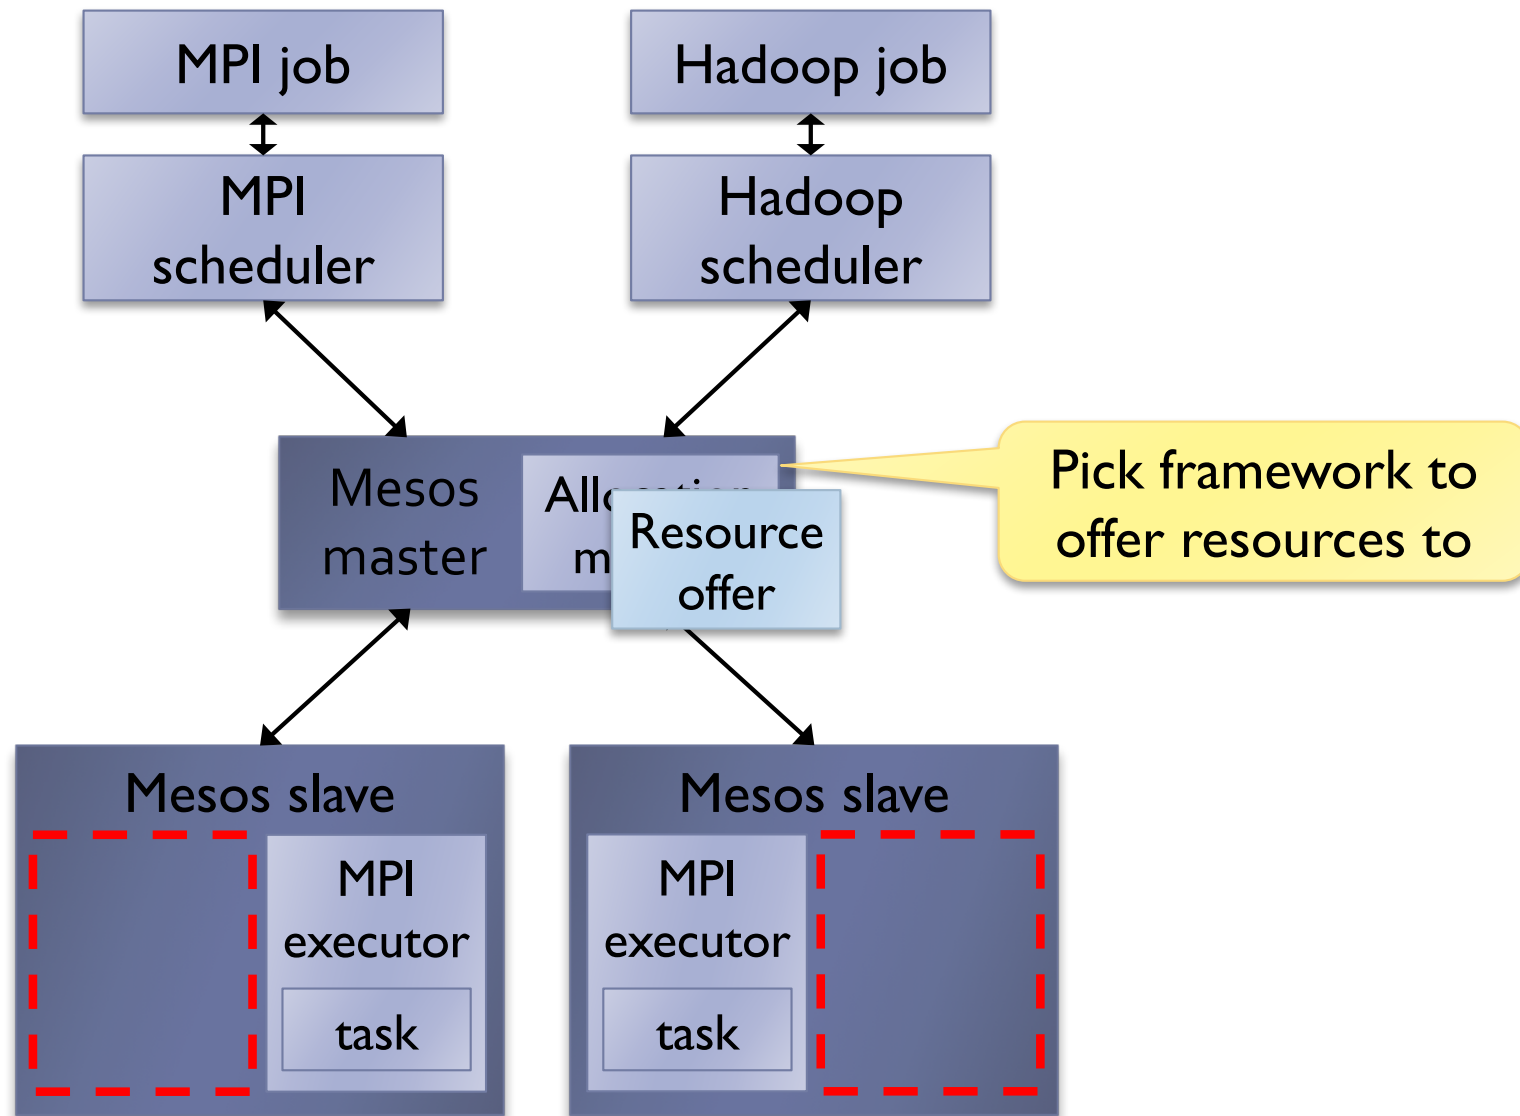 MPI job
Hadoop job
MPI
scheduler
Hadoop
scheduler
Mesos
master
Resource
offer
Pick framework to
offer resources to
Mesos slave
MPI
executor
task
Mesos slave
MPI
executor
task